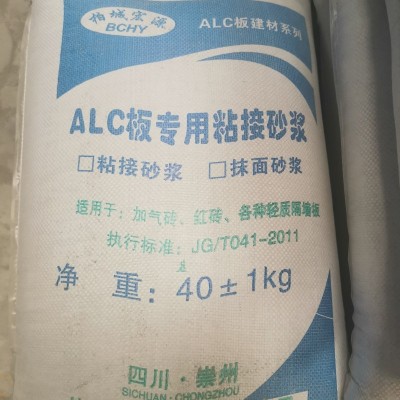 柏城宏源
BCHY
ALC板建材系列
ALC板专用粘接砂浆
□粘接砂浆 □抹面砂浆
适用于：加气砖、红砖、各种轻质隔墙板
执行标准：JG/T041-2011
净 重：40±1kg
四川·崇州
SICHUAN·CHONGZHOU